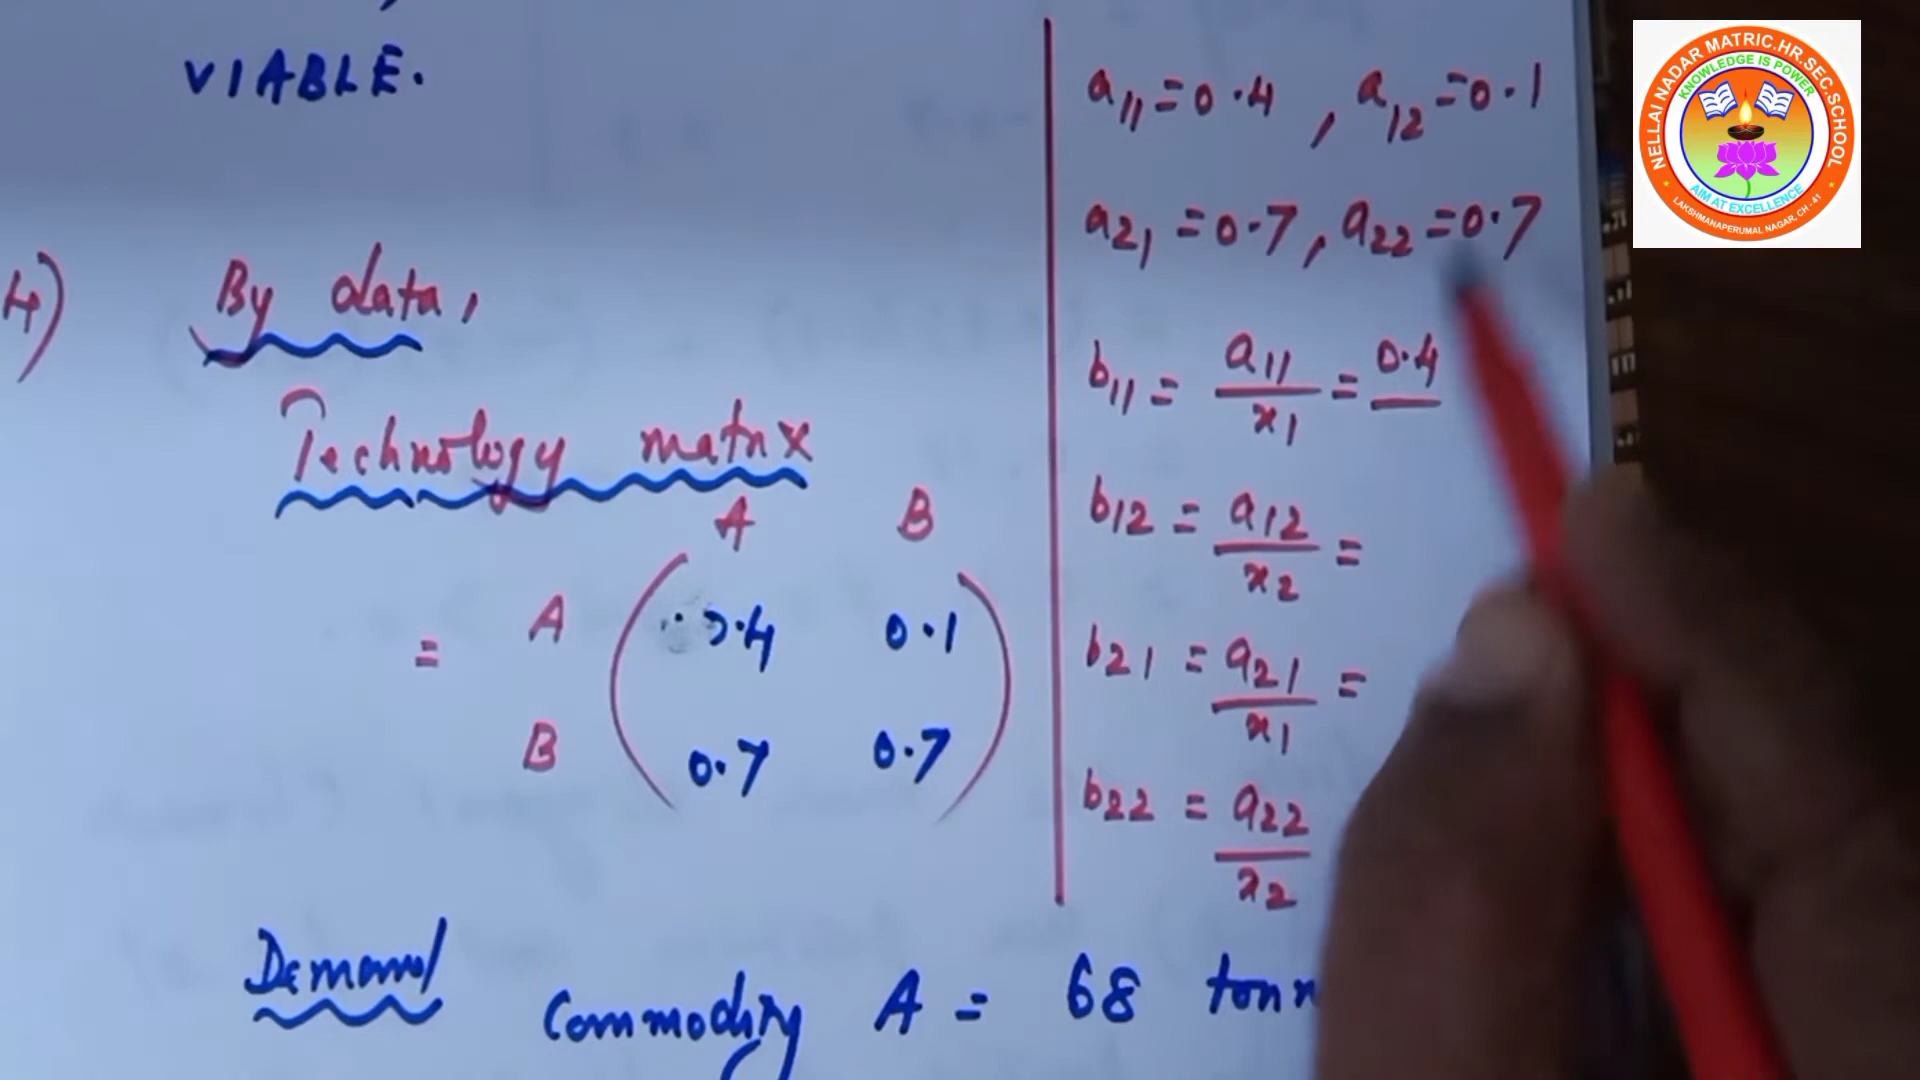 VIABLE.
4) By data,
Technology matrix
A B
= A 0.4 0.1
B 0.7 0.7
Demand
Commodity A = 68 tonn
a11 = 0.4 , a12 = 0.1
a21 = 0.7 , a22 = 0.7
b11 = a11/x1 = 0.4
b12 = a12/x2 =
b21 = a21/x1 =
b22 = a22/x2
NELLAI NADAR MATRIC.HR.SEC.SCHOOL
KNOWLEDGE IS POWER
AIM AT EXCELLENCE
LAKSHMANAPERUMAL NAGAR, CH - 41